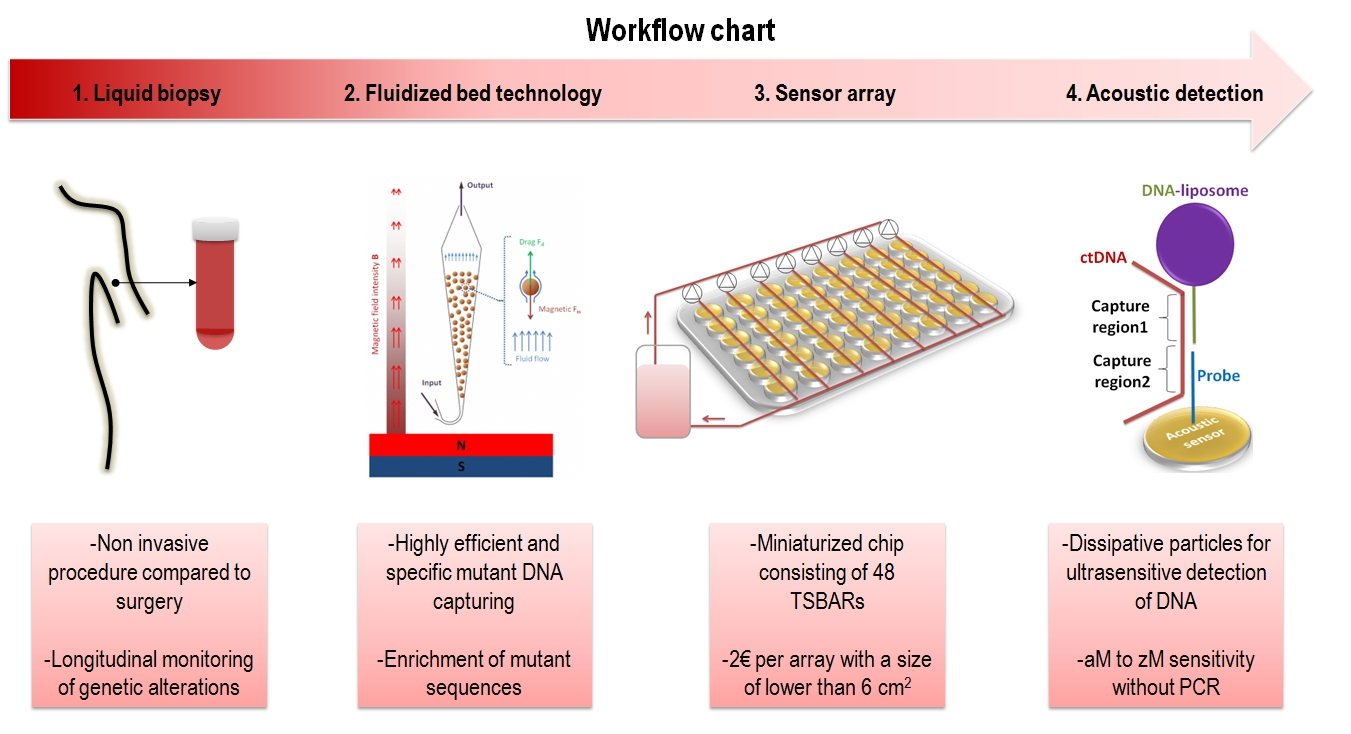 Workflow chart
1. Liquid biopsy
2. Fluidized bed technology
3. Sensor array
4. Acoustic detection
Output
Magnetic field intensity B
Drag Fd
Magnetic Fm
Fluid flow
Input
N
S
DNA-liposome
ctDNA
Capture
region1
Capture
region2
Probe
Acoustic
sensor
-Non invasive
procedure compared to
surgery
-Longitudinal monitoring
of genetic alterations
-Highly efficient and
specific mutant DNA
capturing
-Enrichment of mutant
sequences
-Miniaturized chip
consisting of 48
TSBARs
-2€ per array with a size
of lower than 6 cm²
-Dissipative particles for
ultrasensitive detection
of DNA
-aM to zM sensitivity
without PCR